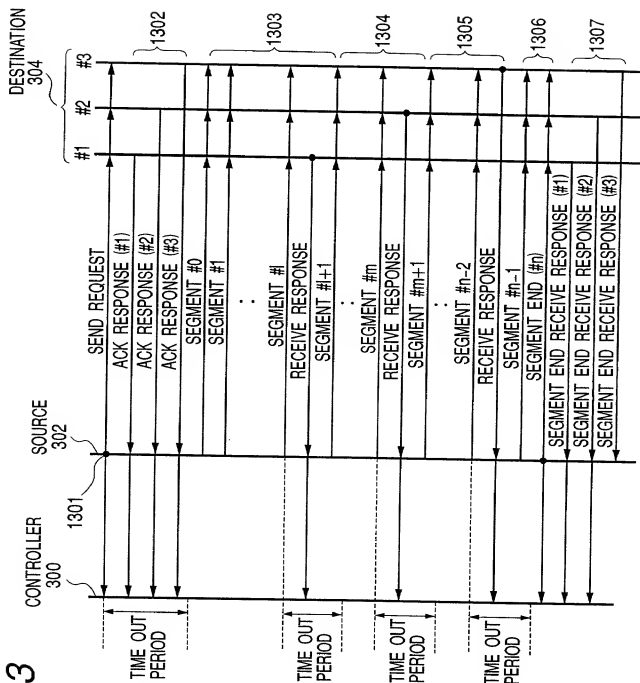 3
CONTROLLER
300
SOURCE
302
DESTINATION
304
#1
#2
#3
1301
SEND REQUEST
ACK RESPONSE (#1)
ACK RESPONSE (#2)
ACK RESPONSE (#3)
1302
TIME OUT
PERIOD
SEGMENT #0
SEGMENT #1
SEGMENT #l
RECEIVE RESPONSE
1303
TIME OUT
PERIOD
SEGMENT #l+1
SEGMENT #m
RECEIVE RESPONSE
1304
TIME OUT
PERIOD
SEGMENT #m+1
SEGMENT #n-2
RECEIVE RESPONSE
1305
TIME OUT
PERIOD
SEGMENT #n-1
SEGMENT END (#n)
1306
SEGMENT END RECEIVE RESPONSE (#1)
SEGMENT END RECEIVE RESPONSE (#2)
SEGMENT END RECEIVE RESPONSE (#3)
1307